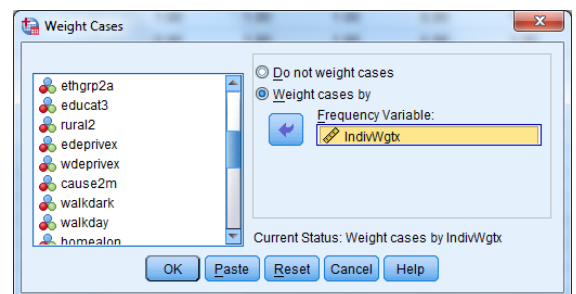 Weight Cases
ethgrp2a
educat3
rural2
edeprivex
wdeprivex
cause2m
walkdark
walkday
homealon
Do not weight cases
Weight cases by
Frequency Variable:
IndivWgtx
Current Status: Weight cases by IndivWgtx
OK
Paste
Reset
Cancel
Help